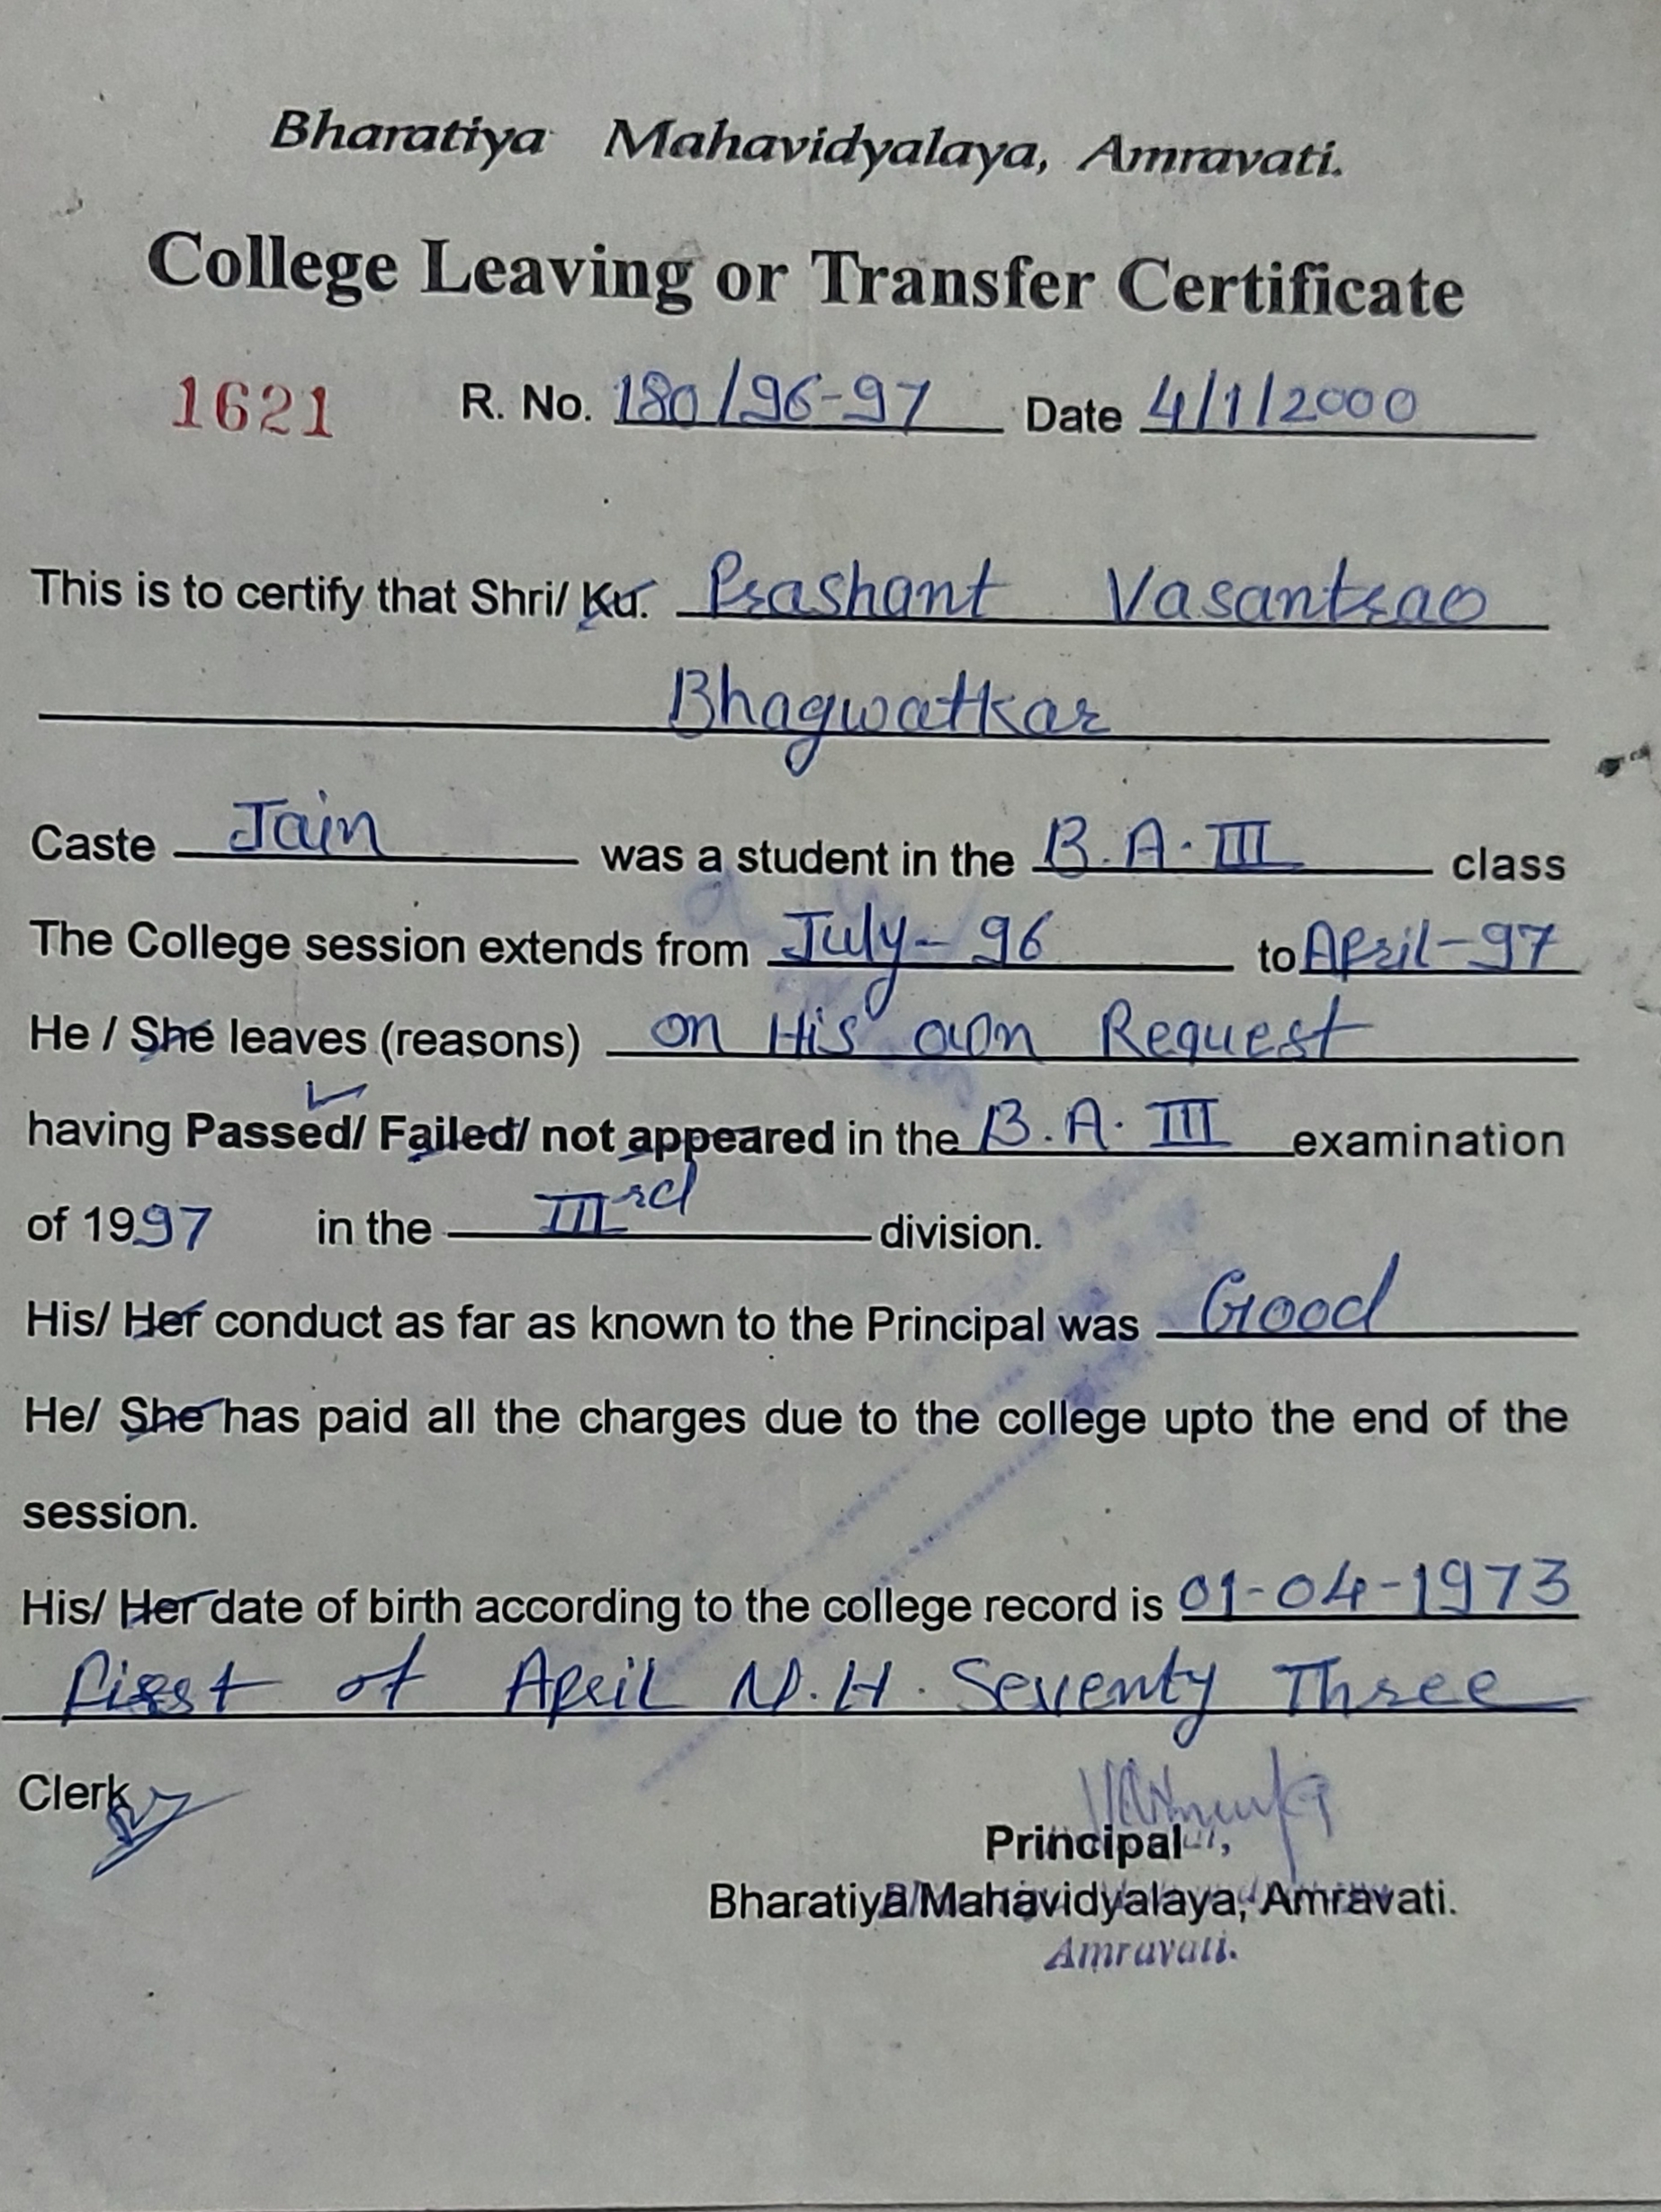 Bharatiya Mahavidyalaya, Amravati.
College Leaving or Transfer Certificate
1621 R. No. 180/96-97 Date 4/1/2000
This is to certify that Shri/ Ku. Prashant Vasantrao
Bhagwatkar
Caste Jain was a student in the B.A. III class
The College session extends from July-96 to April-97
He / She leaves (reasons) on His own Request
having Passed/ Failed/ not appeared in the B.A. III examination
of 1997 in the IIIrd division.
His/ Her conduct as far as known to the Principal was Good
He/ She has paid all the charges due to the college upto the end of the
session.
His/ Her date of birth according to the college record is 01-04-1973
First of April N.H. Seventy Three
Clerk
Principal
Bharatiya Mahavidyalaya, Amravati.
Amravati.